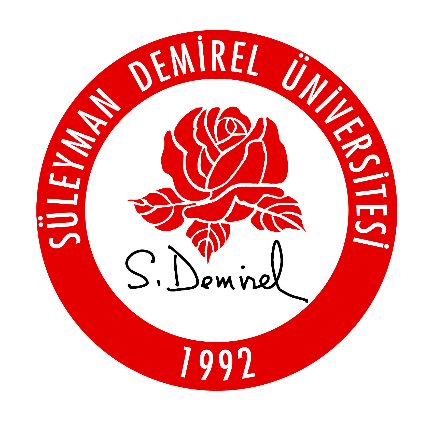 SÜLEYMAN DEMİREL ÜNİVERSİTESİ
S. Demirel
1992